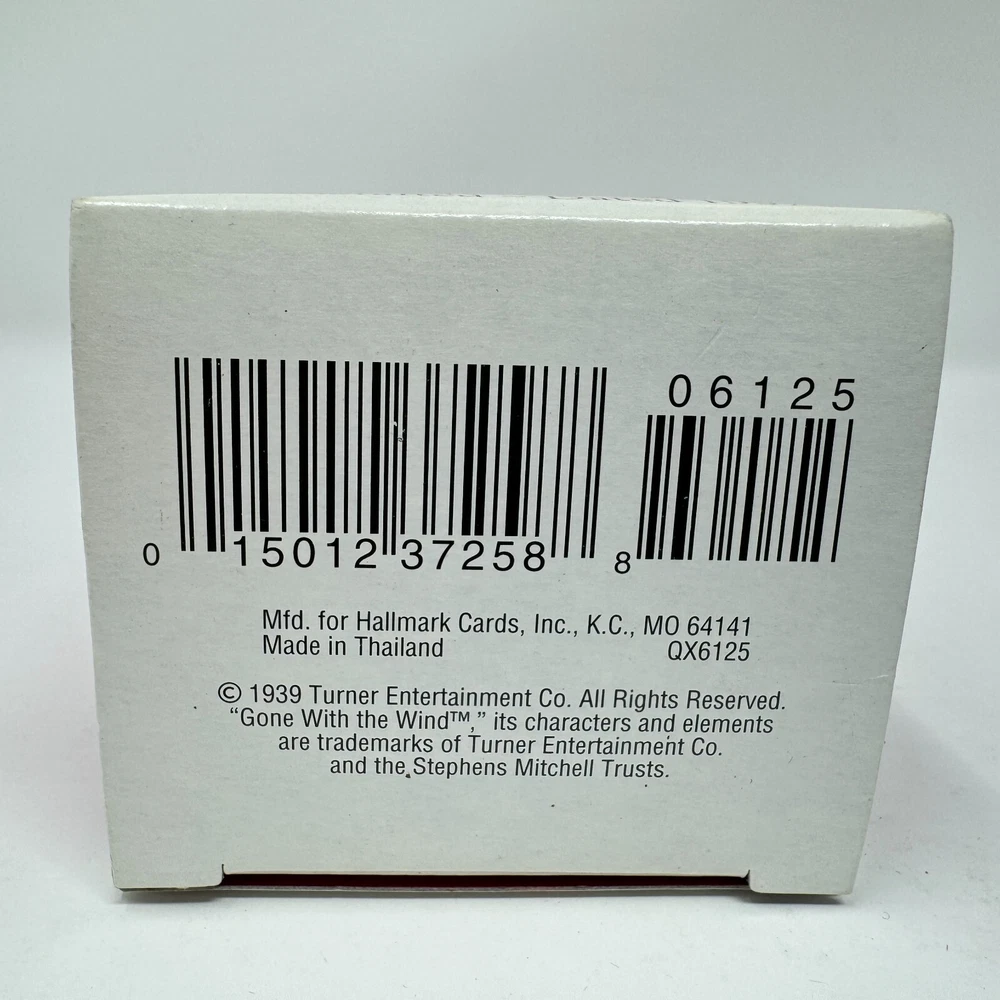 06125
0 15012 37258 8
Mfd. for Hallmark Cards, Inc., K.C., MO 64141
Made in Thailand QX6125
© 1939 Turner Entertainment Co. All Rights Reserved.
“Gone With the Wind™,” its characters and elements
are trademarks of Turner Entertainment Co.
and the Stephens Mitchell Trusts.